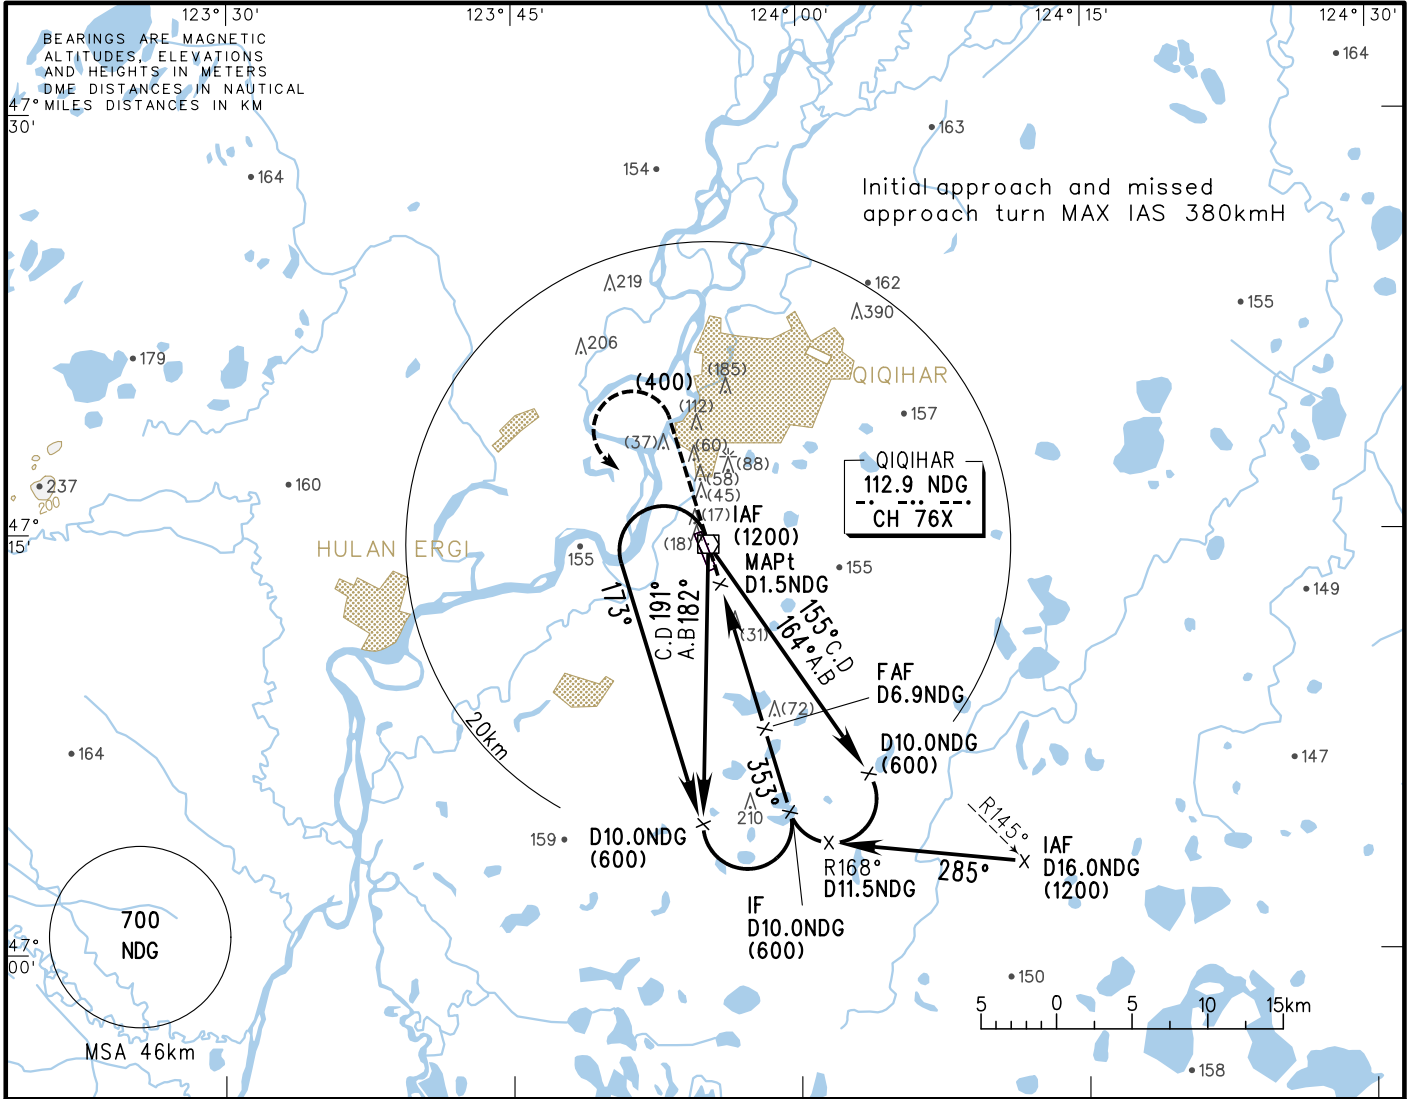 123° 30'
123° 45'
124° 00'
124° 15'
124° 30'
BEARINGS ARE MAGNETIC
ALTITUDES, ELEVATIONS
AND HEIGHTS IN METERS
DME DISTANCES IN NAUTICAL
MILES DISTANCES IN KM
47°
30'
164
163
154
164
Initial approach and missed
approach turn MAX IAS 380kmH
219
162
155
390
206
179
(185)
QIQIHAR
(400)
(112)
157
(37)
(60)
(88)
QIQIHAR
112.9 NDG
CH 76X
237
200
160
(58)
(45)
(17)
IAF
(1200)
MAPt
D1.5NDG
47°
15'
HULAN ERGI
155
(18)
155
149
173°
C.D 191°
A.B 182°
155° C.D
164° A.B
(31)
FAF
D6.9NDG
(72)
20km
D10.0NDG
(600)
164
147
353°
210
R145°
159
D10.0NDG
(600)
R168°
D11.5NDG
285°
IAF
D16.0NDG
(1200)
IF
D10.0NDG
(600)
700
NDG
47°
00'
150
5 0 5 10 15km
MSA 46km
158